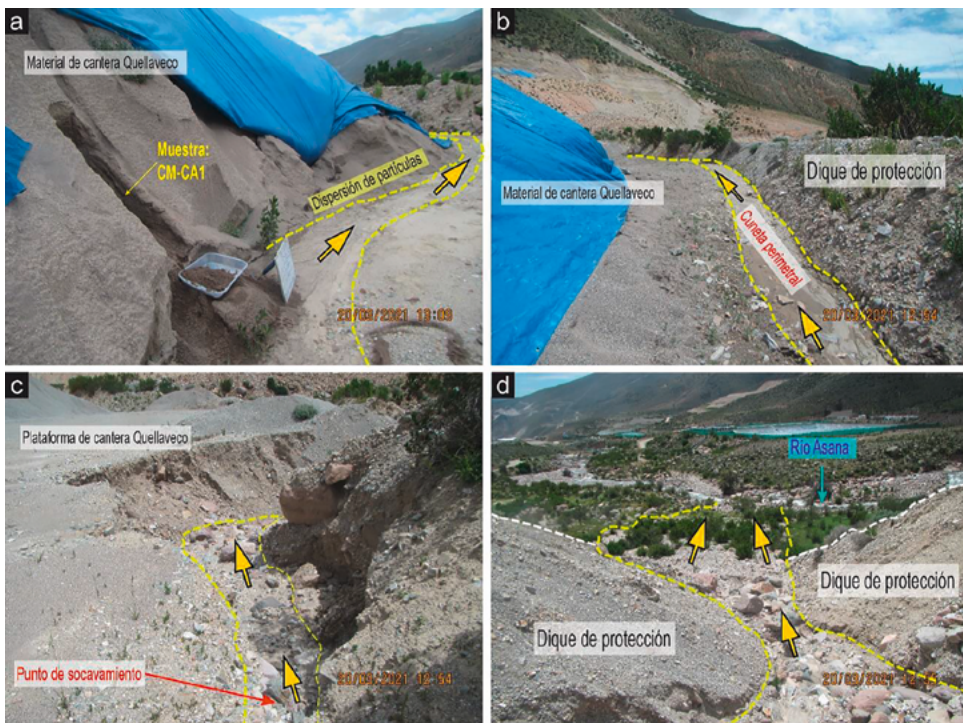 a
Material de cantera Quellaveco
Muestra:
CM-CA1
Dispersión de partículas
b
Material de cantera Quellaveco
Dique de protección
Cuneta perimetral
c
Plataforma de cantera Quellaveco
Punto de socavamiento
d
Río Asana
Dique de protección
Dique de protección